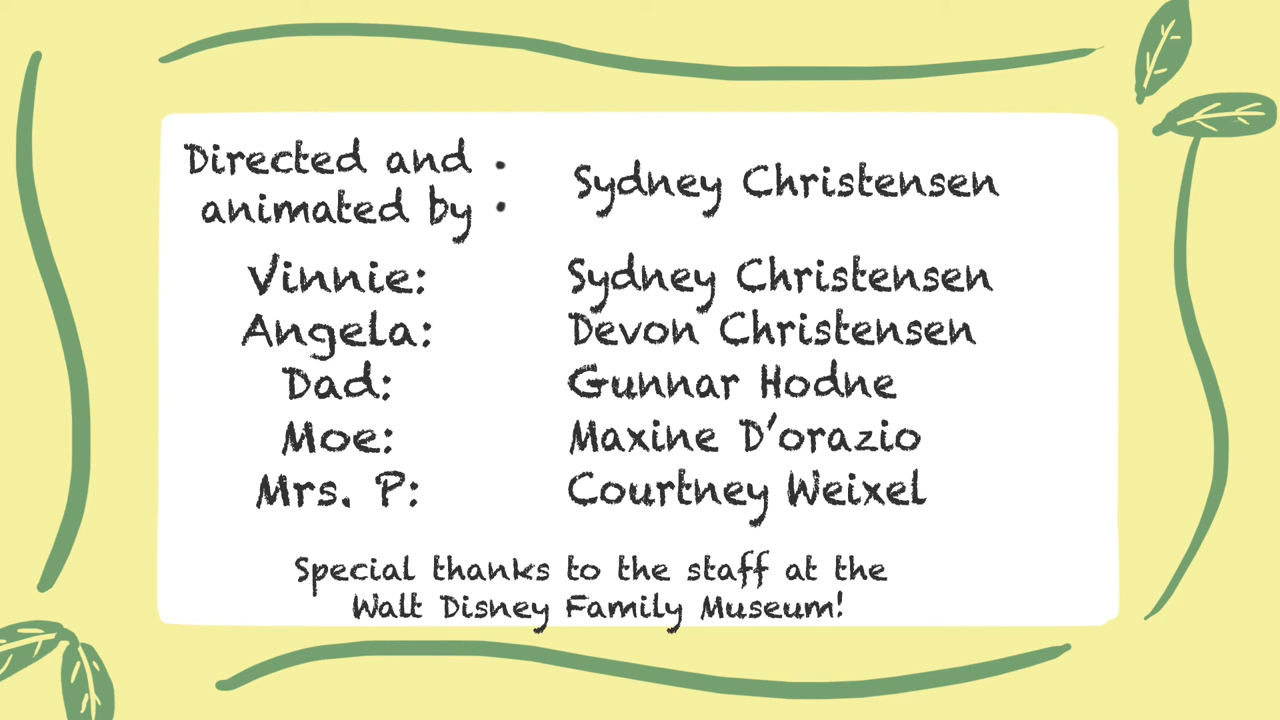 Directed and :
animated by :
Sydney Christensen
Vinnie: Sydney Christensen
Angela: Devon Christensen
Dad: Gunnar Hodne
Moe: Maxine D'orazio
Mrs. P: Courtney Weixel
Special thanks to the staff at the
Walt Disney Family Museum!